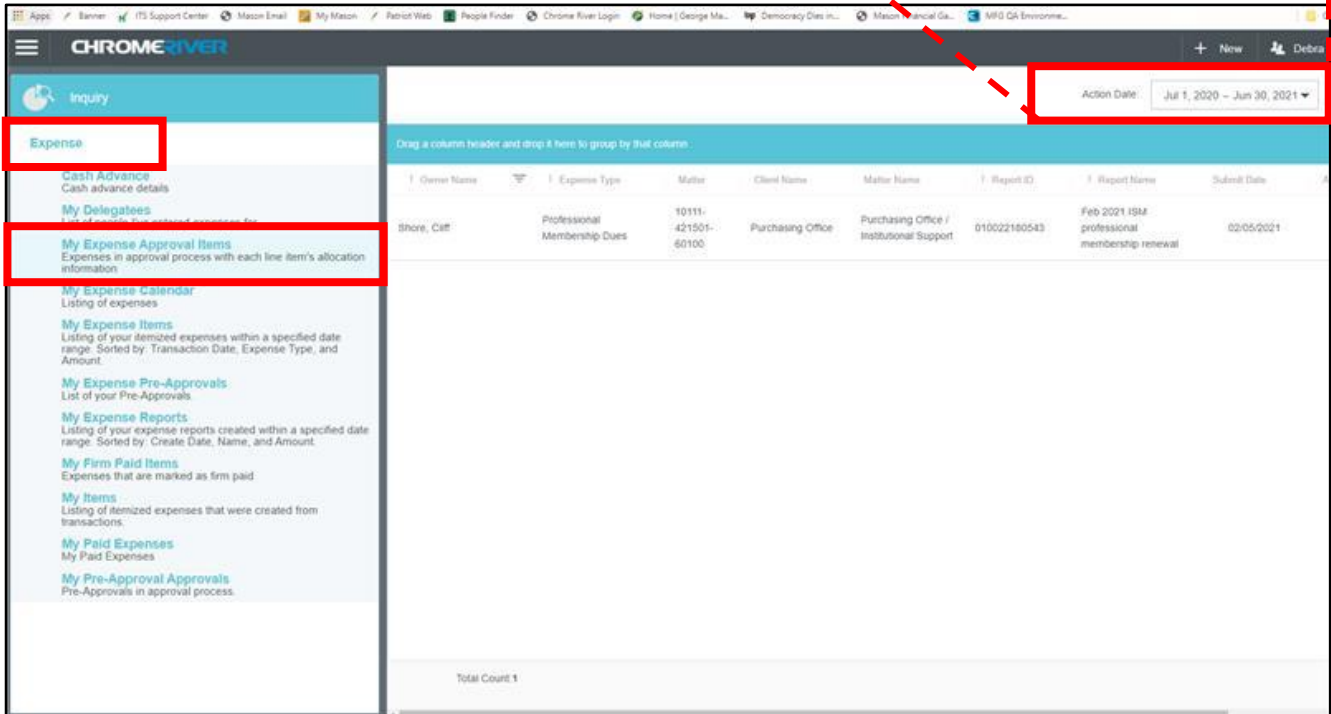 Apps Banner ITS Support Center Mason Email My Mason Patriot Web People Finder Chrome River Login Home | George Ma... Democracy Dies in... Mason Financial Ga... MFG QA Environme...
CHROMERIVER
+ New Debra
Inquiry
Action Date: Jul 1, 2020 – Jun 30, 2021
Expense
Drag a column header and drop it here to group by that column
Cash Advance
Cash advance details
My Delegatees
List of people I've entered expenses for
My Expense Approval Items
Expenses in approval process with each line item's allocation
information
My Expense Calendar
Listing of expenses
My Expense Items
Listing of your itemized expenses within a specified date
range. Sorted by: Transaction Date, Expense Type, and
Amount.
My Expense Pre-Approvals
List of your Pre-Approvals.
My Expense Reports
Listing of your expense reports created within a specified date
range. Sorted by: Create Date, Name, and Amount.
My Firm Paid Items
Expenses that are marked as firm paid
My Items
Listing of itemized expenses that were created from
transactions.
My Paid Expenses
My Paid Expenses
My Pre-Approval Approvals
Pre-Approvals in approval process.
Owner Name Expense Type Matter Client Name Matter Name Report ID Report Name Submit Date
Shore, Cliff
Professional
Membership Dues
10111-
421501-
60100
Purchasing Office
Purchasing Office /
Institutional Support
010022180543
Feb 2021 ISM
professional
membership renewal
02/05/2021
Total Count: 1